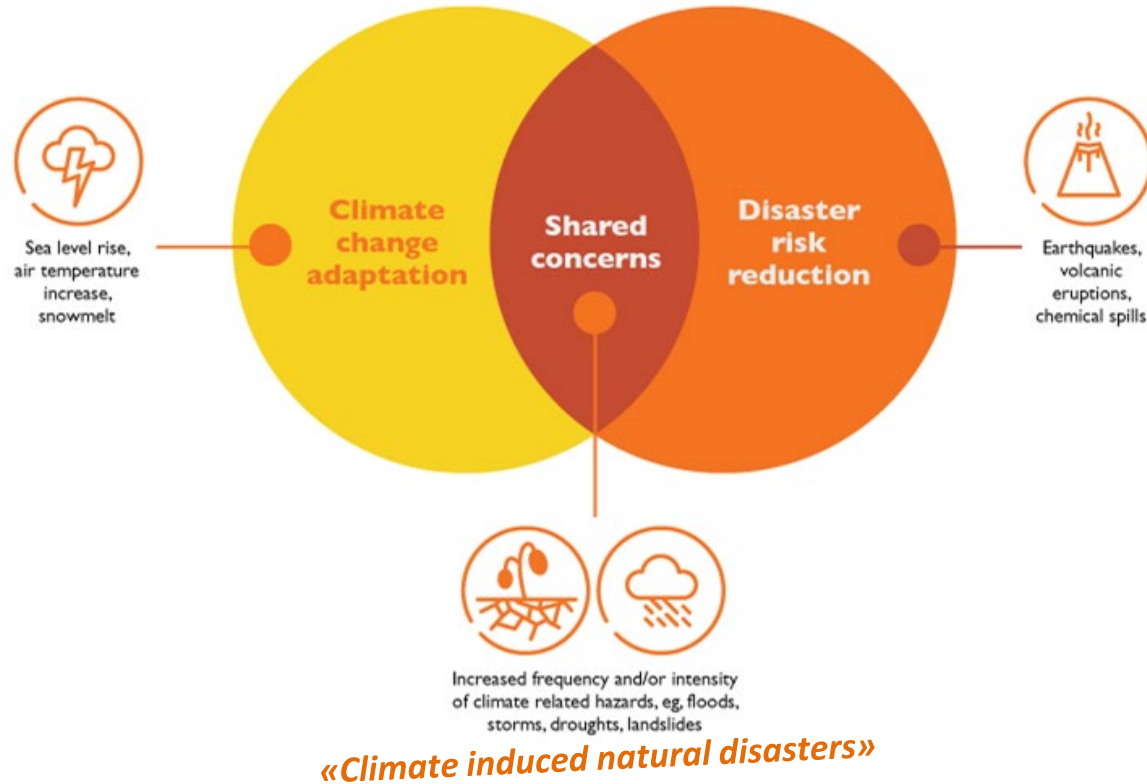 Climate
change
adaptation
Shared
concerns
Disaster
risk
reduction
Sea level rise,
air temperature
increase,
snowmelt
Earthquakes,
volcanic
eruptions,
chemical spills
Increased frequency and/or intensity
of climate related hazards, eg, floods,
storms, droughts, landslides
«Climate induced natural disasters»